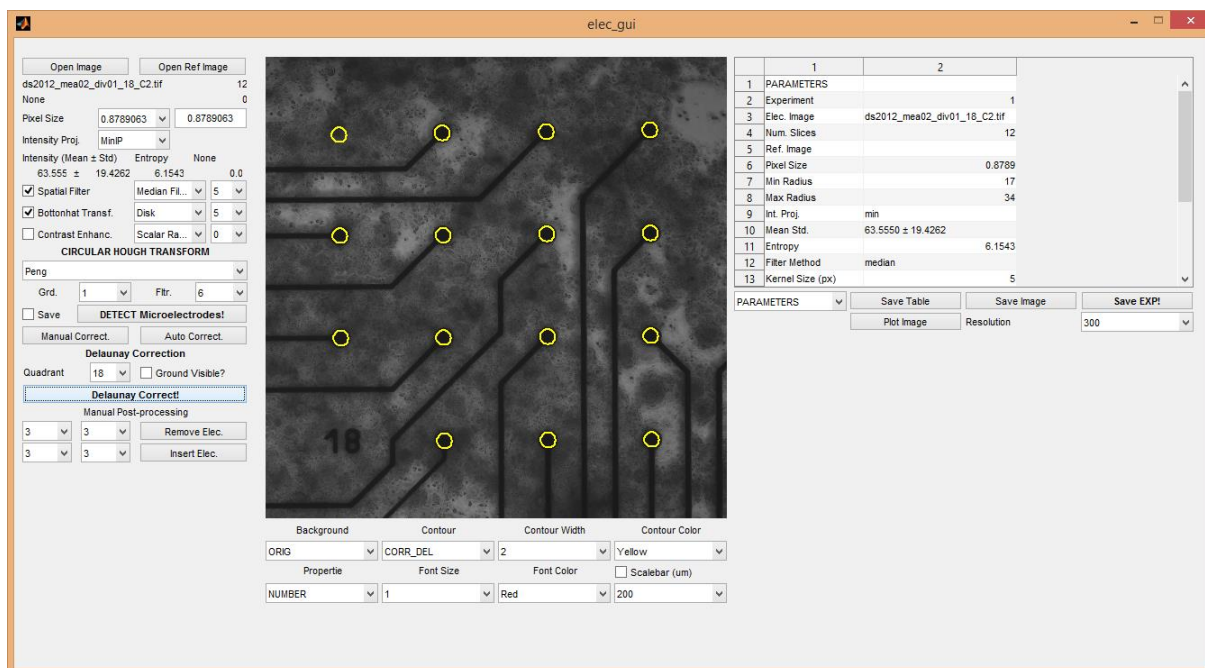 elec_gui
Open Image Open Ref Image
ds2012_mea02_div01_18_C2.tif 12
None 0
Pixel Size 0.8789063 0.8789063
Intensity Proj. MinIP
Intensity (Mean ± Std) Entropy None
63.555 ± 19.4262 6.1543 0.0
Spatial Filter Median Fil... 5
Bottonhat Transf. Disk 5
Contrast Enhanc. Scalar Ra... 0
CIRCULAR HOUGH TRANSFORM
Peng
Grd. 1 Fltr. 6
Save DETECT Microelectrodes!
Manual Correct. Auto Correct.
Delaunay Correction
Quadrant 18 Ground Visible?
Delaunay Correct!
Manual Post-processing
3 3 Remove Elec.
3 3 Insert Elec.
18
Background Contour Contour Width Contour Color
ORIG CORR_DEL 2 Yellow
Propertie Font Size Font Color Scalebar (um)
NUMBER 1 Red 200
1 2
1 PARAMETERS
2 Experiment 1
3 Elec. Image ds2012_mea02_div01_18_C2.tif
4 Num. Slices 12
5 Ref. Image
6 Pixel Size 0.8789
7 Min Radius 17
8 Max Radius 34
9 Int. Proj. min
10 Mean Std. 63.5550 ± 19.4262
11 Entropy 6.1543
12 Filter Method median
13 Kernel Size (px) 5
PARAMETERS Save Table Save Image Save EXP!
Plot Image Resolution 300